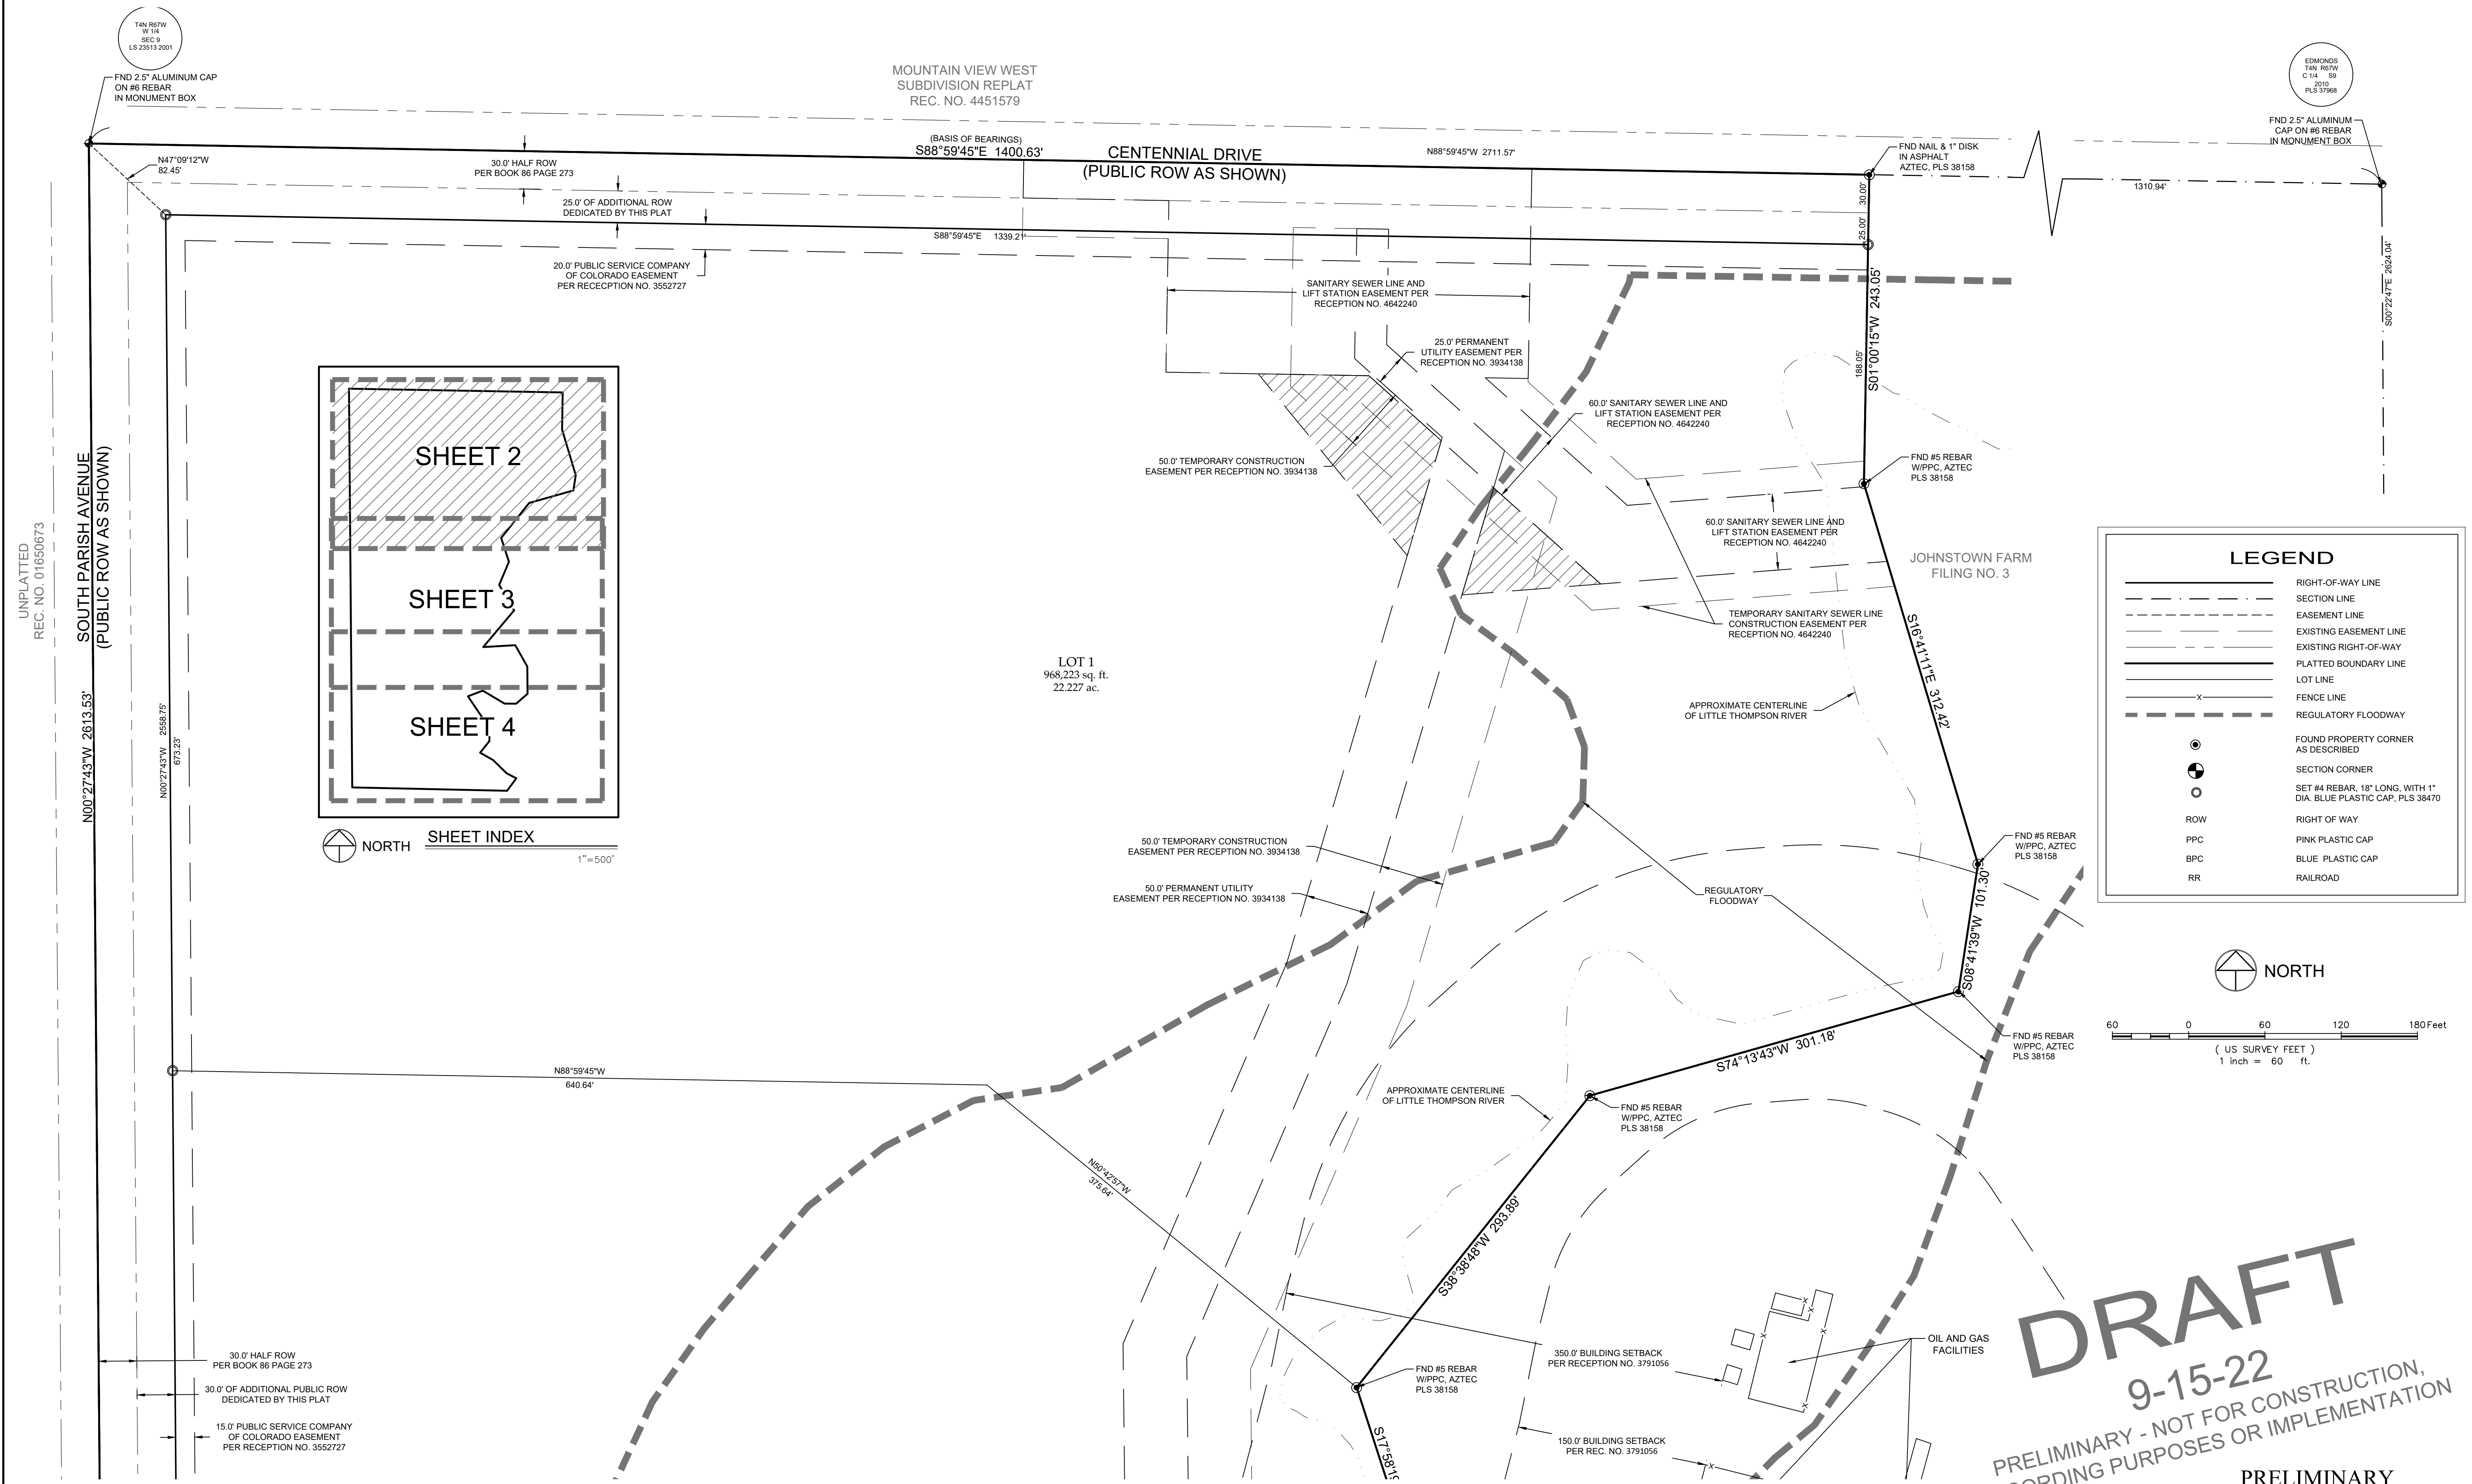 T4N R67W
W 1/4
SEC 9
LS 23513 2001
FND 2.5" ALUMINUM CAP
ON #6 REBAR
IN MONUMENT BOX
MOUNTAIN VIEW WEST
SUBDIVISION REPLAT
REC. NO. 4451579
EDMONDS
T4N R67W
C 1/4 S9
2010
PLS 37968
FND 2.5" ALUMINUM
CAP ON #6 REBAR
IN MONUMENT BOX
N47°09'12"W
82.45'
30.0' HALF ROW
PER BOOK 86 PAGE 273
(BASIS OF BEARINGS)
S88°59'45"E 1400.63'
CENTENNIAL DRIVE
(PUBLIC ROW AS SHOWN)
N88°59'45"W 2711.57'
FND NAIL & 1" DISK
IN ASPHALT
AZTEC, PLS 38158
1310.94'
25.0' OF ADDITIONAL ROW
DEDICATED BY THIS PLAT
S88°59'45"E 1339.21'
30.00'
25.00'
20.0' PUBLIC SERVICE COMPANY
OF COLORADO EASEMENT
PER RECECPTION NO. 3552727
SANITARY SEWER LINE AND
LIFT STATION EASEMENT PER
RECEPTION NO. 4642240
S00°22'47"E 2624.04'
S01°00'15"W 243.05'
188.05'
25.0' PERMANENT
UTILITY EASEMENT PER
RECEPTION NO. 3934138
60.0' SANITARY SEWER LINE AND
LIFT STATION EASEMENT PER
RECEPTION NO. 4642240
50.0' TEMPORARY CONSTRUCTION
EASEMENT PER RECEPTION NO. 3934138
FND #5 REBAR
W/PPC, AZTEC
PLS 38158
60.0' SANITARY SEWER LINE AND
LIFT STATION EASEMENT PER
RECEPTION NO. 4642240
JOHNSTOWN FARM
FILING NO. 3
TEMPORARY SANITARY SEWER LINE
CONSTRUCTION EASEMENT PER
RECEPTION NO. 4642240
UNPLATTED
REC. NO. 01650673
SOUTH PARISH AVENUE
(PUBLIC ROW AS SHOWN)
N00°27'43"W 2613.53'
N00°27'43"W 2558.75'
673.23'
SHEET 2
SHEET 3
SHEET 4
NORTH
SHEET INDEX
1"=500'
LOT 1
968,223 sq. ft.
22.227 ac.
S16°41'11"E 312.42'
APPROXIMATE CENTERLINE
OF LITTLE THOMPSON RIVER
LEGEND
RIGHT-OF-WAY LINE
SECTION LINE
EASEMENT LINE
EXISTING EASEMENT LINE
EXISTING RIGHT-OF-WAY
PLATTED BOUNDARY LINE
LOT LINE
X FENCE LINE
REGULATORY FLOODWAY
FOUND PROPERTY CORNER
AS DESCRIBED
SECTION CORNER
SET #4 REBAR, 18" LONG, WITH 1"
DIA. BLUE PLASTIC CAP, PLS 38470
ROW RIGHT OF WAY
PPC PINK PLASTIC CAP
BPC BLUE PLASTIC CAP
RR RAILROAD
50.0' TEMPORARY CONSTRUCTION
EASEMENT PER RECEPTION NO. 3934138
50.0' PERMANENT UTILITY
EASEMENT PER RECEPTION NO. 3934138
REGULATORY
FLOODWAY
FND #5 REBAR
W/PPC, AZTEC
PLS 38158
S08°41'39"W 101.30'
NORTH
60 0 60 120 180 Feet
( US SURVEY FEET )
1 inch = 60 ft.
FND #5 REBAR
W/PPC, AZTEC
PLS 38158
S74°13'43"W 301.18'
N88°59'45"W
640.64'
APPROXIMATE CENTERLINE
OF LITTLE THOMPSON RIVER
FND #5 REBAR
W/PPC, AZTEC
PLS 38158
N50°42'57"W
375.64'
S38°38'48"W 293.89'
30.0' HALF ROW
PER BOOK 86 PAGE 273
30.0' OF ADDITIONAL PUBLIC ROW
DEDICATED BY THIS PLAT
15.0' PUBLIC SERVICE COMPANY
OF COLORADO EASEMENT
PER RECEPTION NO. 3552727
FND #5 REBAR
W/PPC, AZTEC
PLS 38158
350.0' BUILDING SETBACK
PER RECEPTION NO. 3791056
X
X
X
X
X
OIL AND GAS
FACILITIES
150.0' BUILDING SETBACK
PER REC. NO. 3791056
X
S17°58'19
DRAFT
9-15-22
PRELIMINARY - NOT FOR CONSTRUCTION,
ORDING PURPOSES OR IMPLEMENTATION
PRELIMINARY